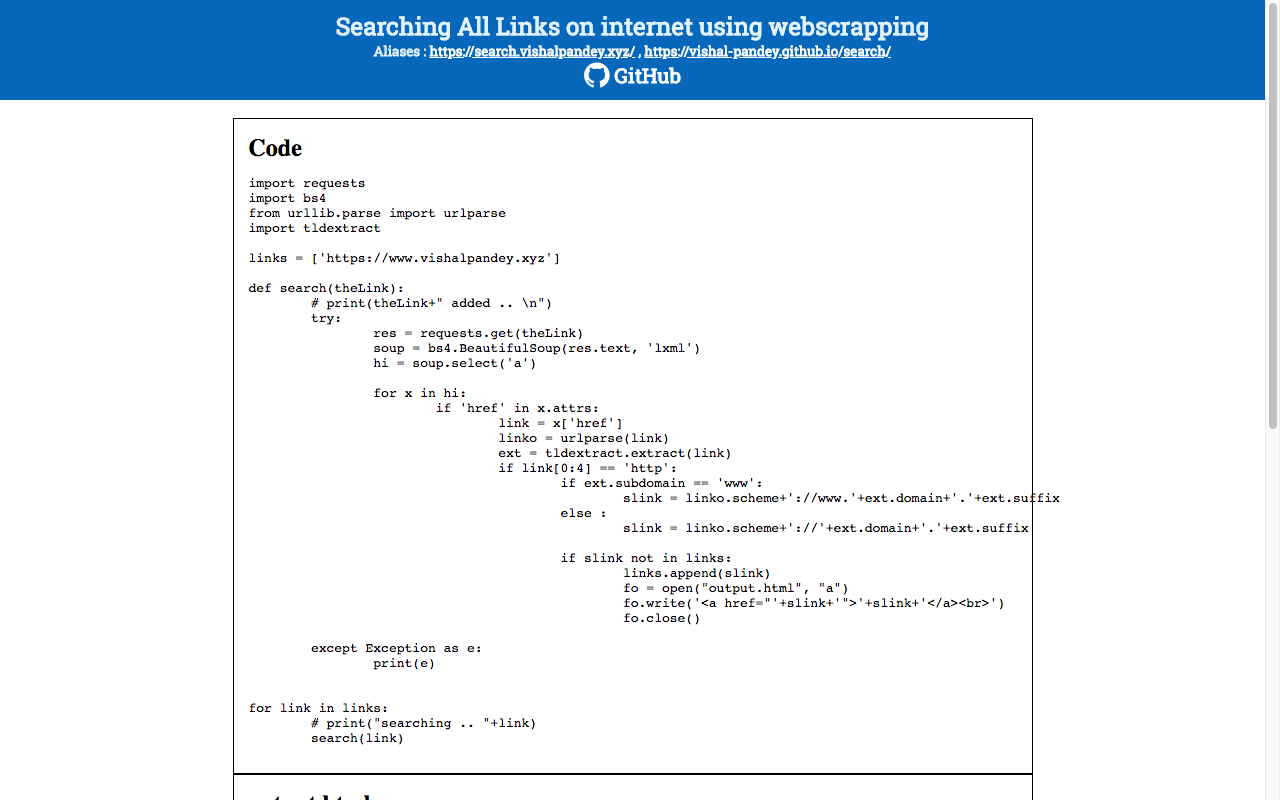 Searching All Links on internet using webscrapping
Aliases : https://search.vishalpandey.xyz/ , https://vishal-pandey.github.io/search/
GitHub
Code
import requests
import bs4
from urllib.parse import urlparse
import tldextract
links = ['https://www.vishalpandey.xyz']
def search(theLink):
# print(theLink+" added .. \n")
try:
res = requests.get(theLink)
soup = bs4.BeautifulSoup(res.text, 'lxml')
hi = soup.select('a')
for x in hi:
if 'href' in x.attrs:
link = x['href']
linko = urlparse(link)
ext = tldextract.extract(link)
if link[0:4] == 'http':
if ext.subdomain == 'www':
slink = linko.scheme+'://www.'+ext.domain+'.'+ext.suffix
else :
slink = linko.scheme+'://'+ext.domain+'.'+ext.suffix
if slink not in links:
links.append(slink)
fo = open("output.html", "a")
fo.write('<a href="'+slink+'">'+slink+'</a><br>')
fo.close()
except Exception as e:
print(e)
for link in links:
# print("searching .. "+link)
search(link)